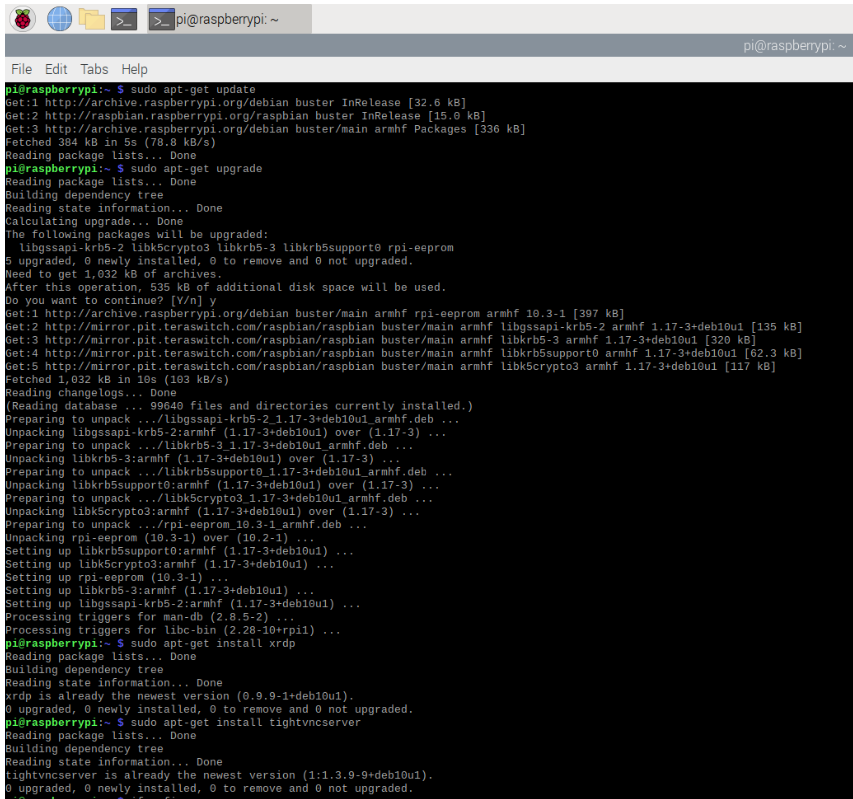 >_
>_ pi@raspberrypi: ~
pi@raspberrypi: ~
File Edit Tabs Help
pi@raspberrypi:~ $ sudo apt-get update
Get:1 http://archive.raspberrypi.org/debian buster InRelease [32.6 kB]
Get:2 http://raspbian.raspberrypi.org/raspbian buster InRelease [15.0 kB]
Get:3 http://archive.raspberrypi.org/debian buster/main armhf Packages [336 kB]
Fetched 384 kB in 5s (78.8 kB/s)
Reading package lists... Done
pi@raspberrypi:~ $ sudo apt-get upgrade
Reading package lists... Done
Building dependency tree
Reading state information... Done
Calculating upgrade... Done
The following packages will be upgraded:
  libgssapi-krb5-2 libk5crypto3 libkrb5-3 libkrb5support0 rpi-eeprom
5 upgraded, 0 newly installed, 0 to remove and 0 not upgraded.
Need to get 1,032 kB of archives.
After this operation, 535 kB of additional disk space will be used.
Do you want to continue? [Y/n] y
Get:1 http://archive.raspberrypi.org/debian buster/main armhf rpi-eeprom armhf 10.3-1 [397 kB]
Get:2 http://mirror.pit.teraswitch.com/raspbian/raspbian buster/main armhf libgssapi-krb5-2 armhf 1.17-3+deb10u1 [135 kB]
Get:3 http://mirror.pit.teraswitch.com/raspbian/raspbian buster/main armhf libkrb5-3 armhf 1.17-3+deb10u1 [320 kB]
Get:4 http://mirror.pit.teraswitch.com/raspbian/raspbian buster/main armhf libkrb5support0 armhf 1.17-3+deb10u1 [62.3 kB]
Get:5 http://mirror.pit.teraswitch.com/raspbian/raspbian buster/main armhf libk5crypto3 armhf 1.17-3+deb10u1 [117 kB]
Fetched 1,032 kB in 10s (103 kB/s)
Reading changelogs... Done
(Reading database ... 99640 files and directories currently installed.)
Preparing to unpack .../libgssapi-krb5-2_1.17-3+deb10u1_armhf.deb ...
Unpacking libgssapi-krb5-2:armhf (1.17-3+deb10u1) over (1.17-3) ...
Preparing to unpack .../libkrb5-3_1.17-3+deb10u1_armhf.deb ...
Unpacking libkrb5-3:armhf (1.17-3+deb10u1) over (1.17-3) ...
Preparing to unpack .../libkrb5support0_1.17-3+deb10u1_armhf.deb ...
Unpacking libkrb5support0:armhf (1.17-3+deb10u1) over (1.17-3) ...
Preparing to unpack .../libk5crypto3_1.17-3+deb10u1_armhf.deb ...
Unpacking libk5crypto3:armhf (1.17-3+deb10u1) over (1.17-3) ...
Preparing to unpack .../rpi-eeprom_10.3-1_armhf.deb ...
Unpacking rpi-eeprom (10.3-1) over (10.2-1) ...
Setting up libkrb5support0:armhf (1.17-3+deb10u1) ...
Setting up libk5crypto3:armhf (1.17-3+deb10u1) ...
Setting up rpi-eeprom (10.3-1) ...
Setting up libkrb5-3:armhf (1.17-3+deb10u1) ...
Setting up libgssapi-krb5-2:armhf (1.17-3+deb10u1) ...
Processing triggers for man-db (2.8.5-2) ...
Processing triggers for libc-bin (2.28-10+rpi1) ...
pi@raspberrypi:~ $ sudo apt-get install xrdp
Reading package lists... Done
Building dependency tree
Reading state information... Done
xrdp is already the newest version (0.9.9-1+deb10u1).
0 upgraded, 0 newly installed, 0 to remove and 0 not upgraded.
pi@raspberrypi:~ $ sudo apt-get install tightvncserver
Reading package lists... Done
Building dependency tree
Reading state information... Done
tightvncserver is already the newest version (1:1.3.9-9+deb10u1).
0 upgraded, 0 newly installed, 0 to remove and 0 not upgraded.